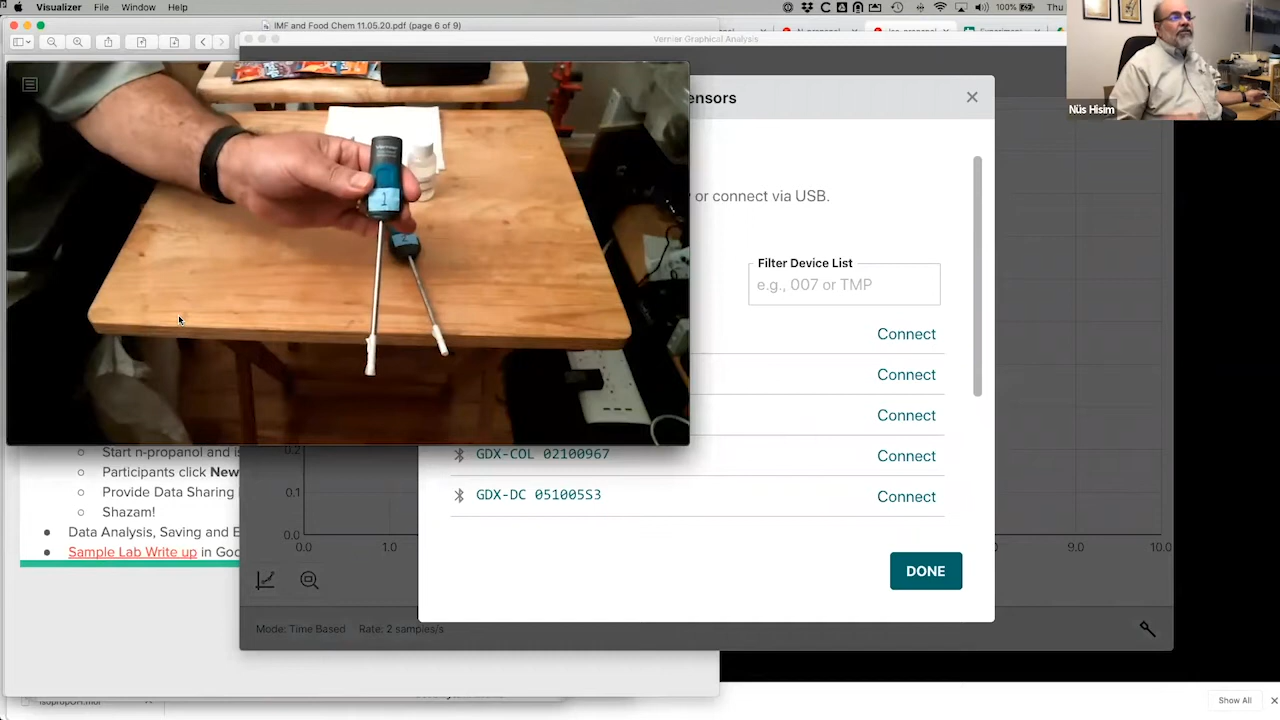 Visualizer File Window Help
100% Thu
IMF and Food Chem 11.05.20.pdf (page 6 of 9)
Vernier Graphical Analysis
Nüs Hisim
1
2
ensors
or connect via USB.
Filter Device List
e.g., 007 or TMP
Connect
Connect
Connect
GDX-COL 02100967 Connect
GDX-DC 051005S3 Connect
DONE
0.2
0.1
0.0
0.0 1.0 9.0 10.0
Start n-propanol and is
Participants click New
Provide Data Sharing
Shazam!
Data Analysis, Saving and E
Sample Lab Write up in Goo
Mode: Time Based Rate: 2 samples/s
Show All